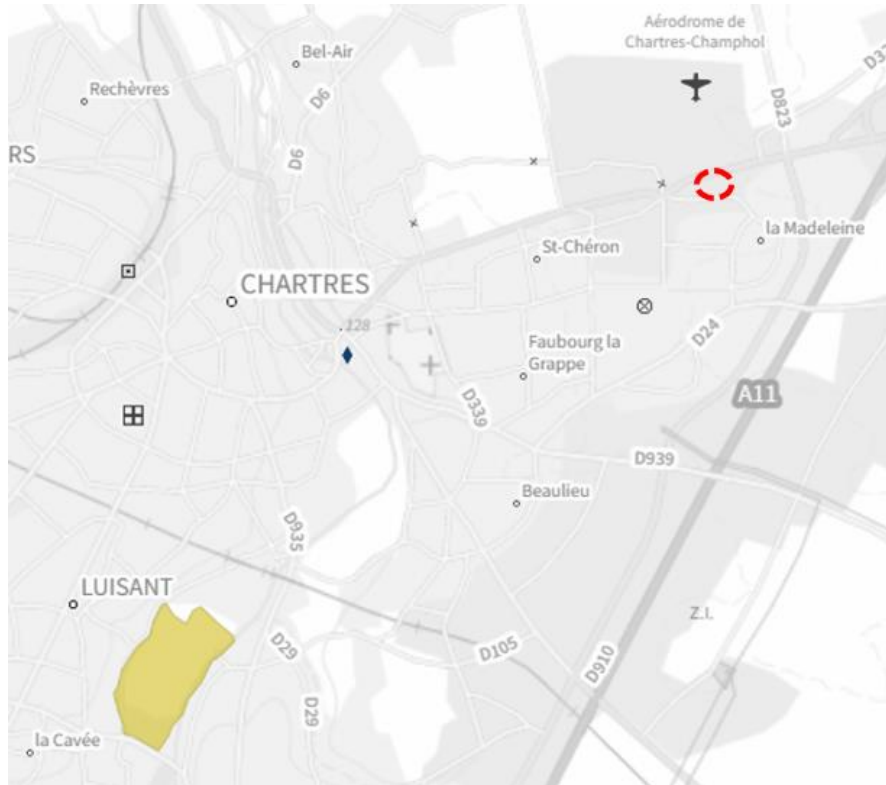 Aérodrome de
Chartres-Champhol
Bel-Air
Rechèvres
D6
D823
D6
RS
la Madeleine
St-Chéron
CHARTRES
128
Faubourg la
Grappe
D24
A11
D339
D939
Beaulieu
D935
LUISANT
Z.I.
D29
D105
D910
D29
la Cavée